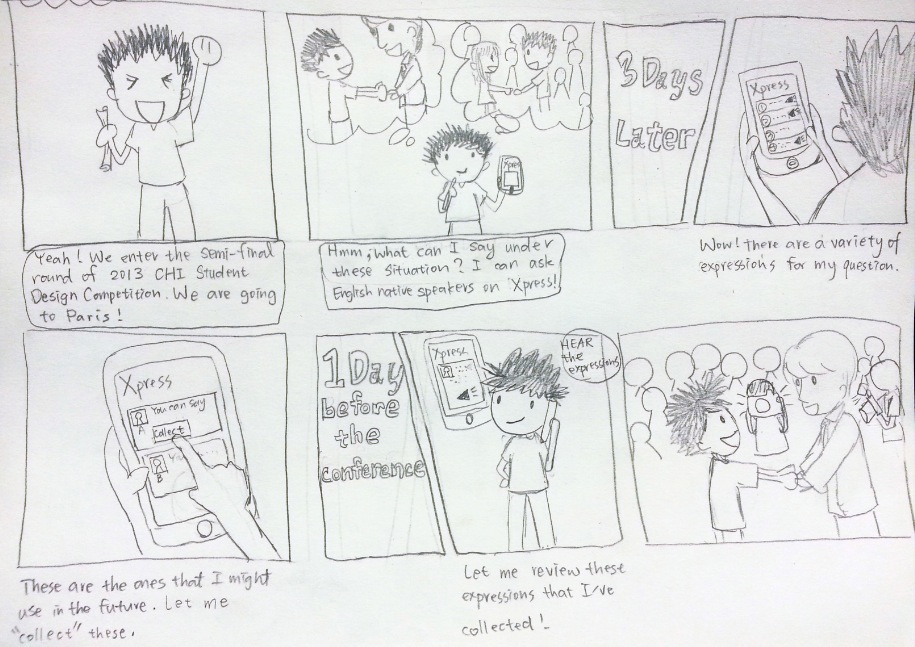 Yeah! We enter the semi-final
round of 2013 CHI Student
Design Competition. We are going
to Paris!
Xpres
Hmm, what can I say under
these situation? I can ask
English native speakers on Xpress!
3 Days
Later
Xpress
Wow! there are a variety of
expressions for my question.
Xpress
You can say
collect
A
B
These are the ones that I might
use in the future. Let me
"collect" these.
1 Day
before
the
conference
Xpress
HEAR
the
expressions
Let me review these
expressions that I've
collected!